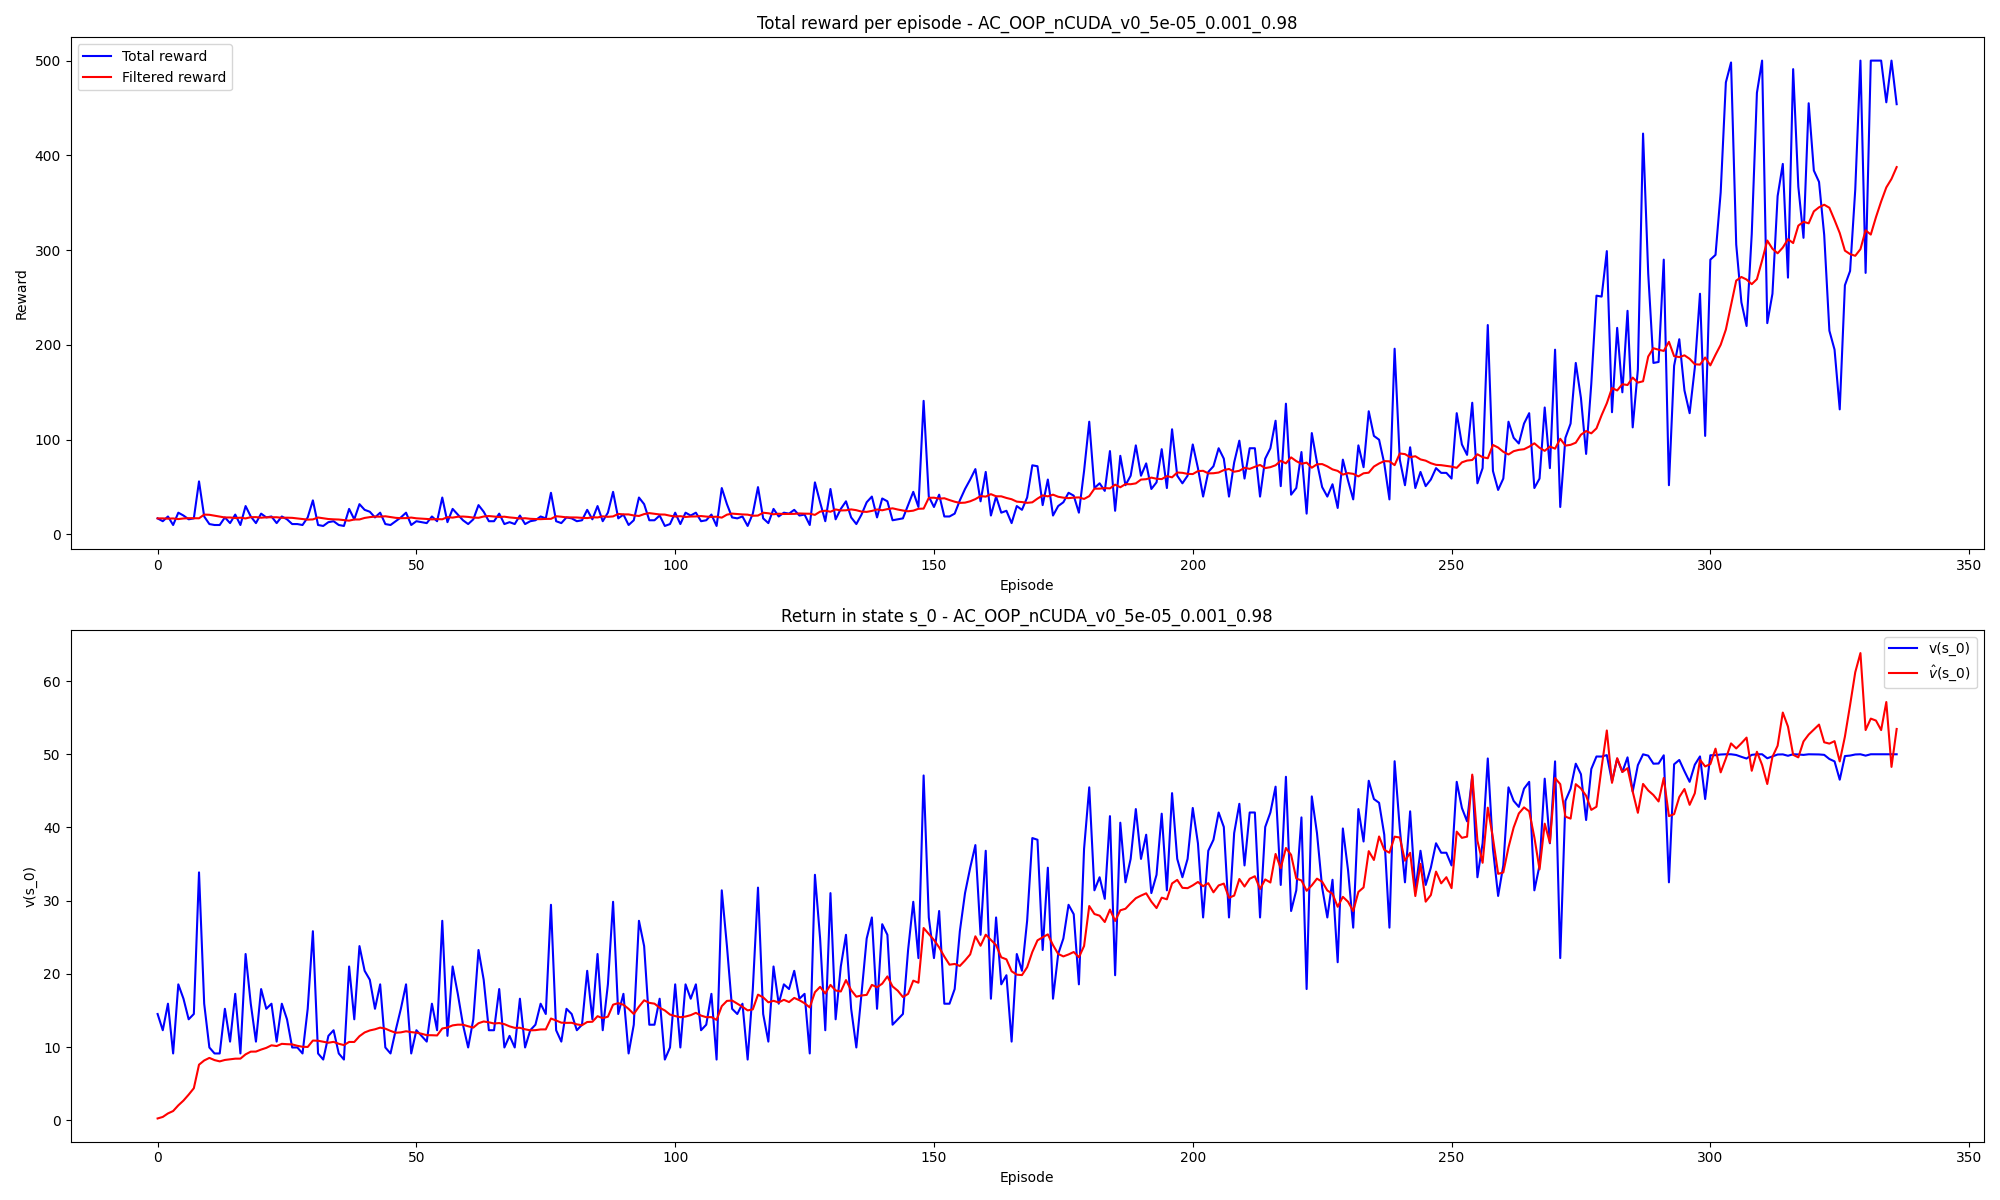 Total reward per episode - AC_OOP_nCUDA_v0_5e-05_0.001_0.98
Total reward
Filtered reward
Reward
500
400
300
200
100
0
0 50 100 150 200 250 300 350
Episode
Return in state s_0 - AC_OOP_nCUDA_v0_5e-05_0.001_0.98
v(s_0)
v̂(s_0)
v(s_0)
60
50
40
30
20
10
0
0 50 100 150 200 250 300 350
Episode